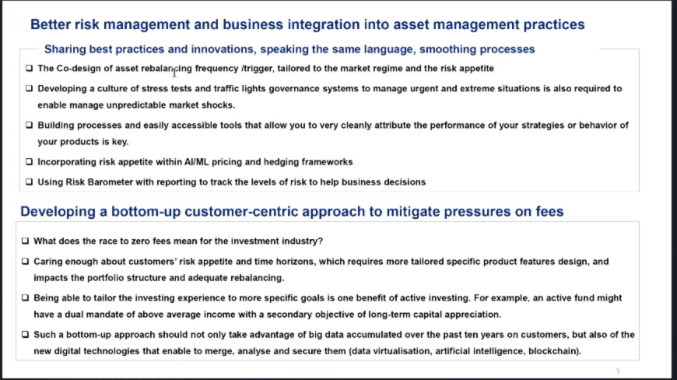 Better risk management and business integration into asset management practices
Sharing best practices and innovations, speaking the same language, smoothing processes
❑ The Co-design of asset rebalancing frequency /trigger, tailored to the market regime and the risk appetite
❑ Developing a culture of stress tests and traffic lights governance systems to manage urgent and extreme situations is also required to
enable manage unpredictable market shocks.
❑ Building processes and easily accessible tools that allow you to very cleanly attribute the performance of your strategies or behavior of
your products is key.
❑ Incorporating risk appetite within AI/ML pricing and hedging frameworks
❑ Using Risk Barometer with reporting to track the levels of risk to help business decisions
Developing a bottom-up customer-centric approach to mitigate pressures on fees
❑ What does the race to zero fees mean for the investment industry?
❑ Caring enough about customers' risk appetite and time horizons, which requires more tailored specific product features design, and
impacts the portfolio structure and adequate rebalancing.
❑ Being able to tailor the investing experience to more specific goals is one benefit of active investing. For example, an active fund might
have a dual mandate of above average income with a secondary objective of long-term capital appreciation.
❑ Such a bottom-up approach should not only take advantage of big data accumulated over the past ten years on customers, but also of the
new digital technologies that enable to merge, analyse and secure them (data virtualisation, artificial intelligence, blockchain).
5